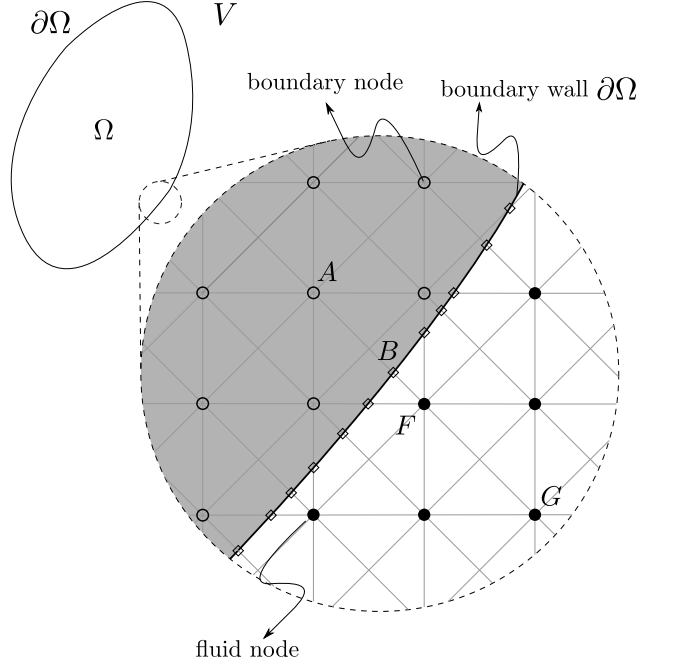 ∂Ω
V
Ω
boundary node
boundary wall ∂Ω
A
B
F
G
fluid node